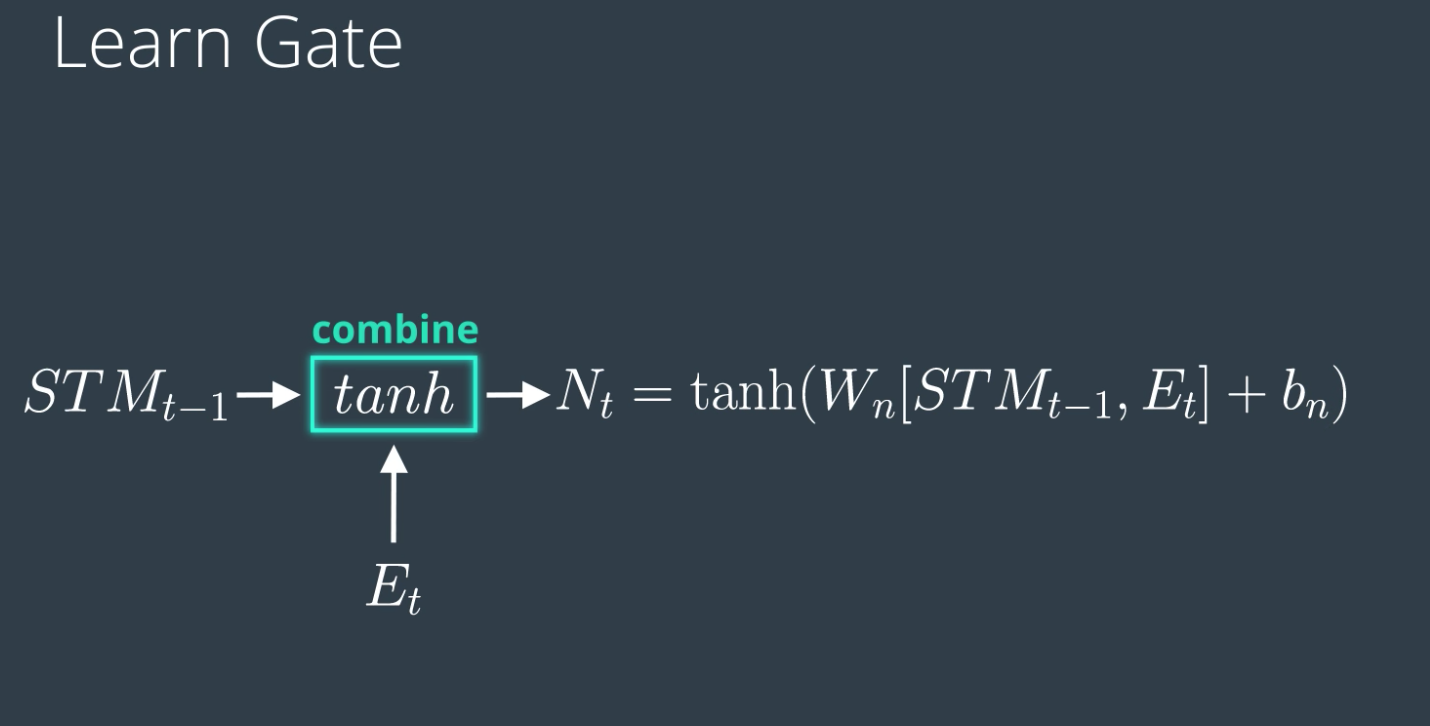 Learn Gate
combine
STM_{t−1} → tanh → N_t = tanh(W_n[STM_{t−1}, E_t] + b_n)
E_t